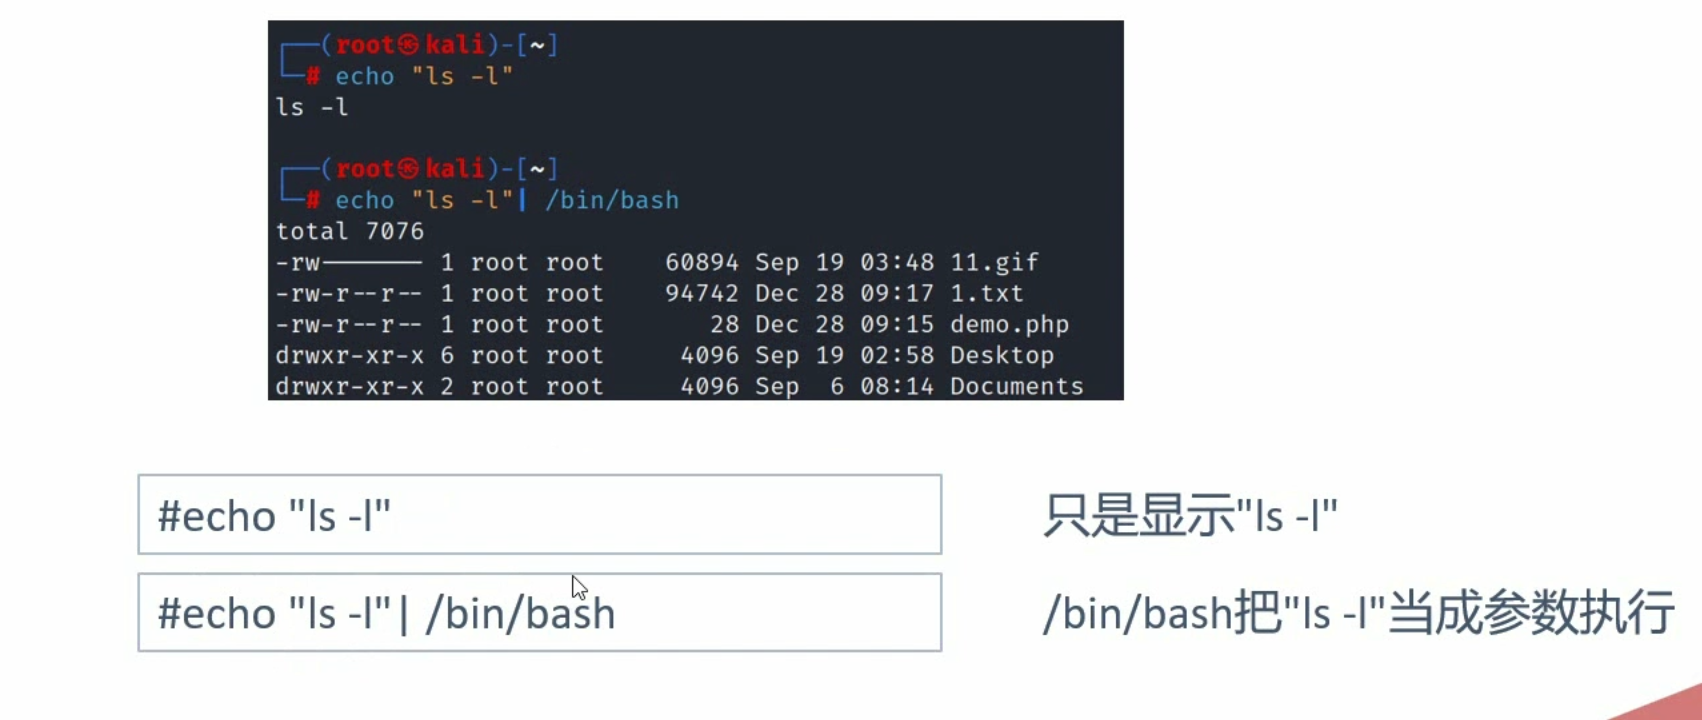 ┌──(root㉿kali)-[~]
└─# echo "ls -l"
ls -l
┌──(root㉿kali)-[~]
└─# echo "ls -l"| /bin/bash
total 7076
-rw------- 1 root root    60894 Sep 19 03:48 11.gif
-rw-r--r-- 1 root root    94742 Dec 28 09:17 1.txt
-rw-r--r-- 1 root root       28 Dec 28 09:15 demo.php
drwxr-xr-x 6 root root     4096 Sep 19 02:58 Desktop
drwxr-xr-x 2 root root     4096 Sep  6 08:14 Documents
#echo "ls -l"
只是显示"ls -l"
#echo "ls -l"| /bin/bash
/bin/bash把"ls -l"当成参数执行